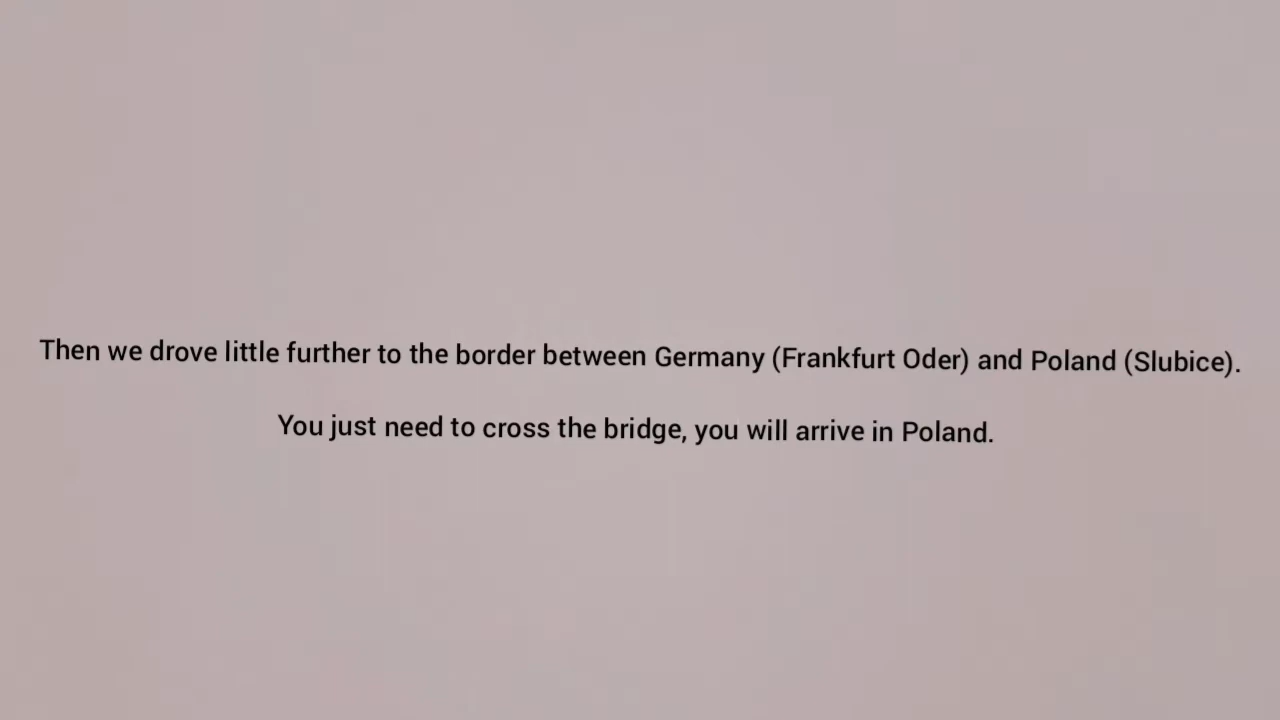 Then we drove little further to the border between Germany (Frankfurt Oder) and Poland (Slubice).
You just need to cross the bridge, you will arrive in Poland.